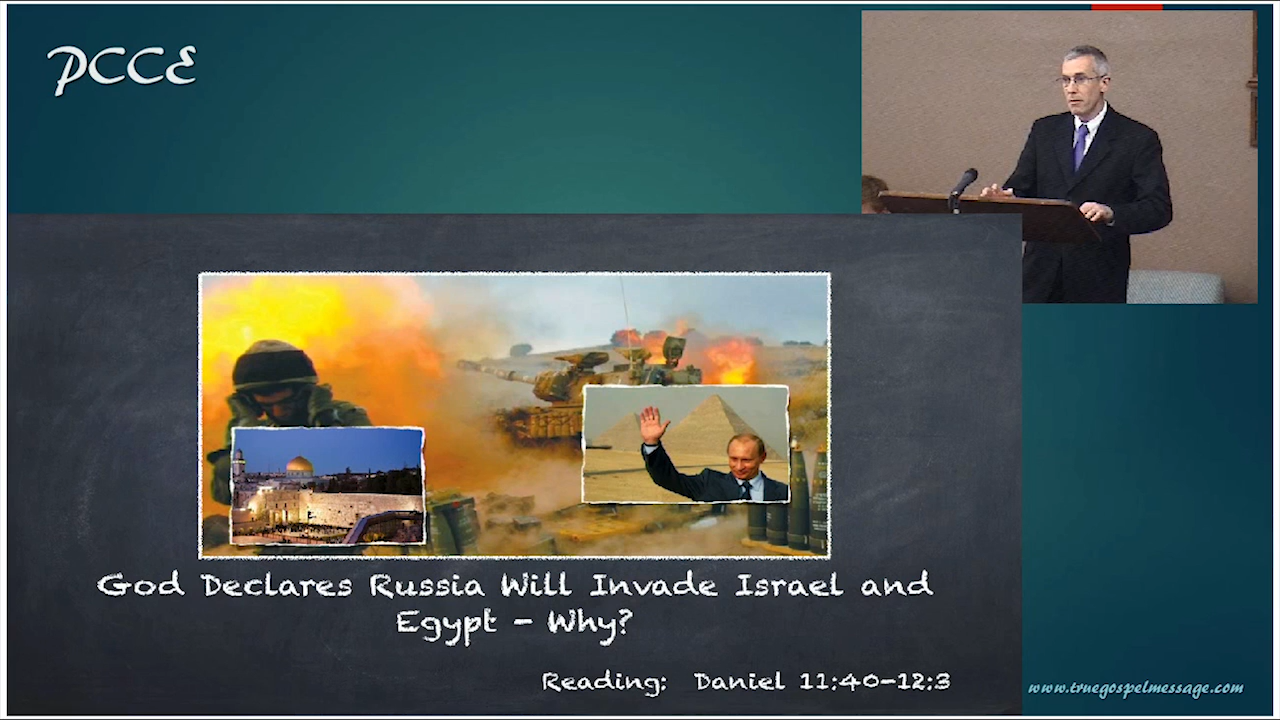 PCCE
God Declares Russia Will Invade Israel and
Egypt - Why?
Reading: Daniel 11:40-12:3
www.truegospelmessage.com